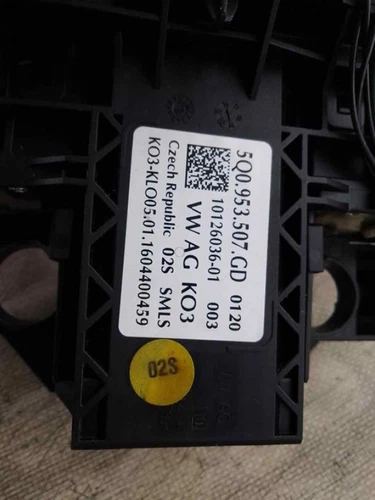 5Q0.953.507.GD 0120
10126036-01 003
VW AG KO3
Czech Republic 02S SMLS
KO3-KLO05.01.1604400459
02S